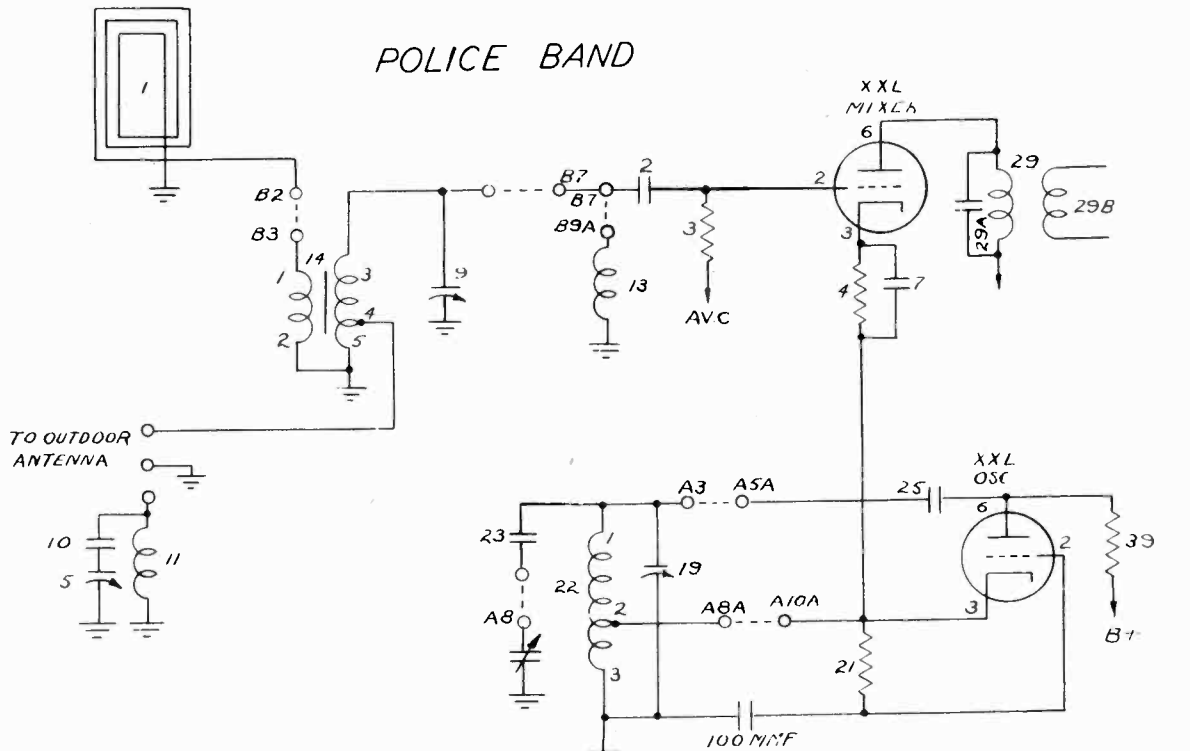 POLICE BAND
1
XXL
MIXER
6
2
3
B2
B3
B7
B7
B9A
2
3
AVC
29
29A
29B
14
1
2
3
4
5
9
13
4
7
TO OUTDOOR
ANTENNA
10
5
11
A3
A5A
25
XXL
OSC
6
2
3
39
B+
23
A8
22
1
2
3
19
A8A
A10A
21
100 MMF